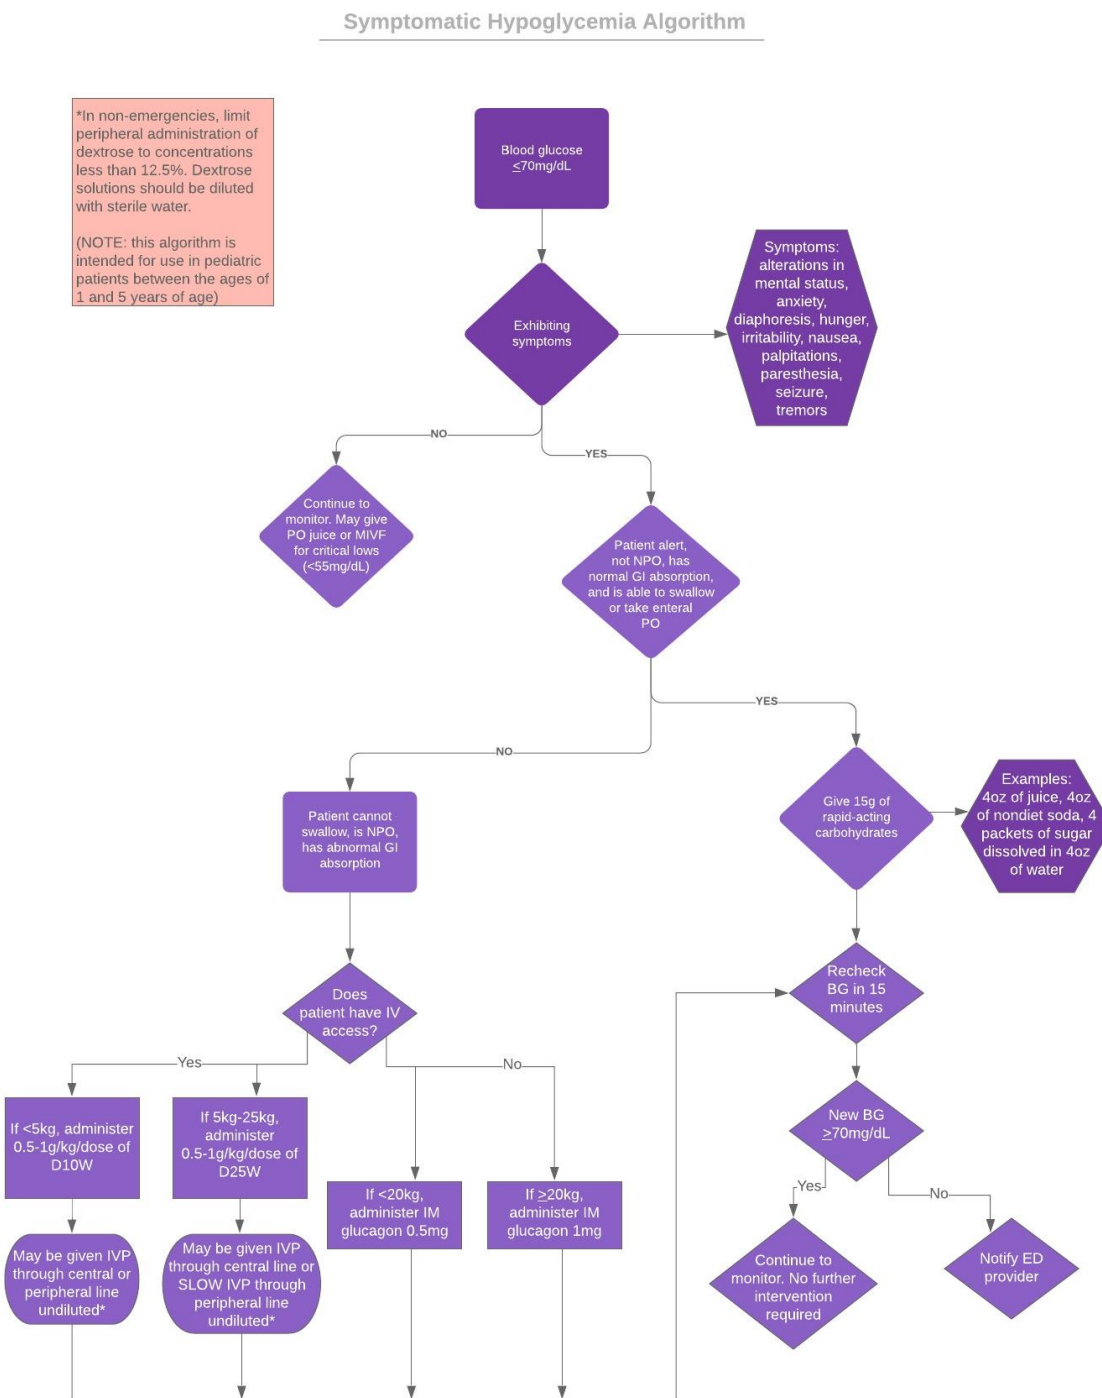 Symptomatic Hypoglycemia Algorithm
*In non-emergencies, limit
peripheral administration of
dextrose to concentrations
less than 12.5%. Dextrose
solutions should be diluted
with sterile water.
(NOTE: this algorithm is
intended for use in pediatric
patients between the ages of
1 and 5 years of age)
Blood glucose
≤70mg/dL
Exhibiting
symptoms
Symptoms:
alterations in
mental status,
anxiety,
diaphoresis, hunger,
irritability, nausea,
palpitations,
paresthesia,
seizure,
tremors
NO
YES
Continue to
monitor. May give
PO juice or MIVF
for critical lows
(<55mg/dL)
Patient alert,
not NPO, has
normal GI absorption,
and is able to swallow
or take enteral
PO
YES
NO
Patient cannot
swallow, is NPO,
has abnormal GI
absorption
Give 15g of
rapid-acting
carbohydrates
Examples:
4oz of juice, 4oz
of nondiet soda, 4
packets of sugar
dissolved in 4oz
of water
Does
patient have IV
access?
Recheck
BG in 15
minutes
Yes
No
If <5kg, administer
0.5-1g/kg/dose of
D10W
If 5kg-25kg,
administer
0.5-1g/kg/dose of
D25W
If <20kg,
administer IM
glucagon 0.5mg
If ≥20kg,
administer IM
glucagon 1mg
New BG
≥70mg/dL
Yes
No
May be given IVP
through central or
peripheral line
undiluted*
May be given IVP
through central line or
SLOW IVP through
peripheral line
undiluted*
Continue to
monitor. No further
intervention
required
Notify ED
provider